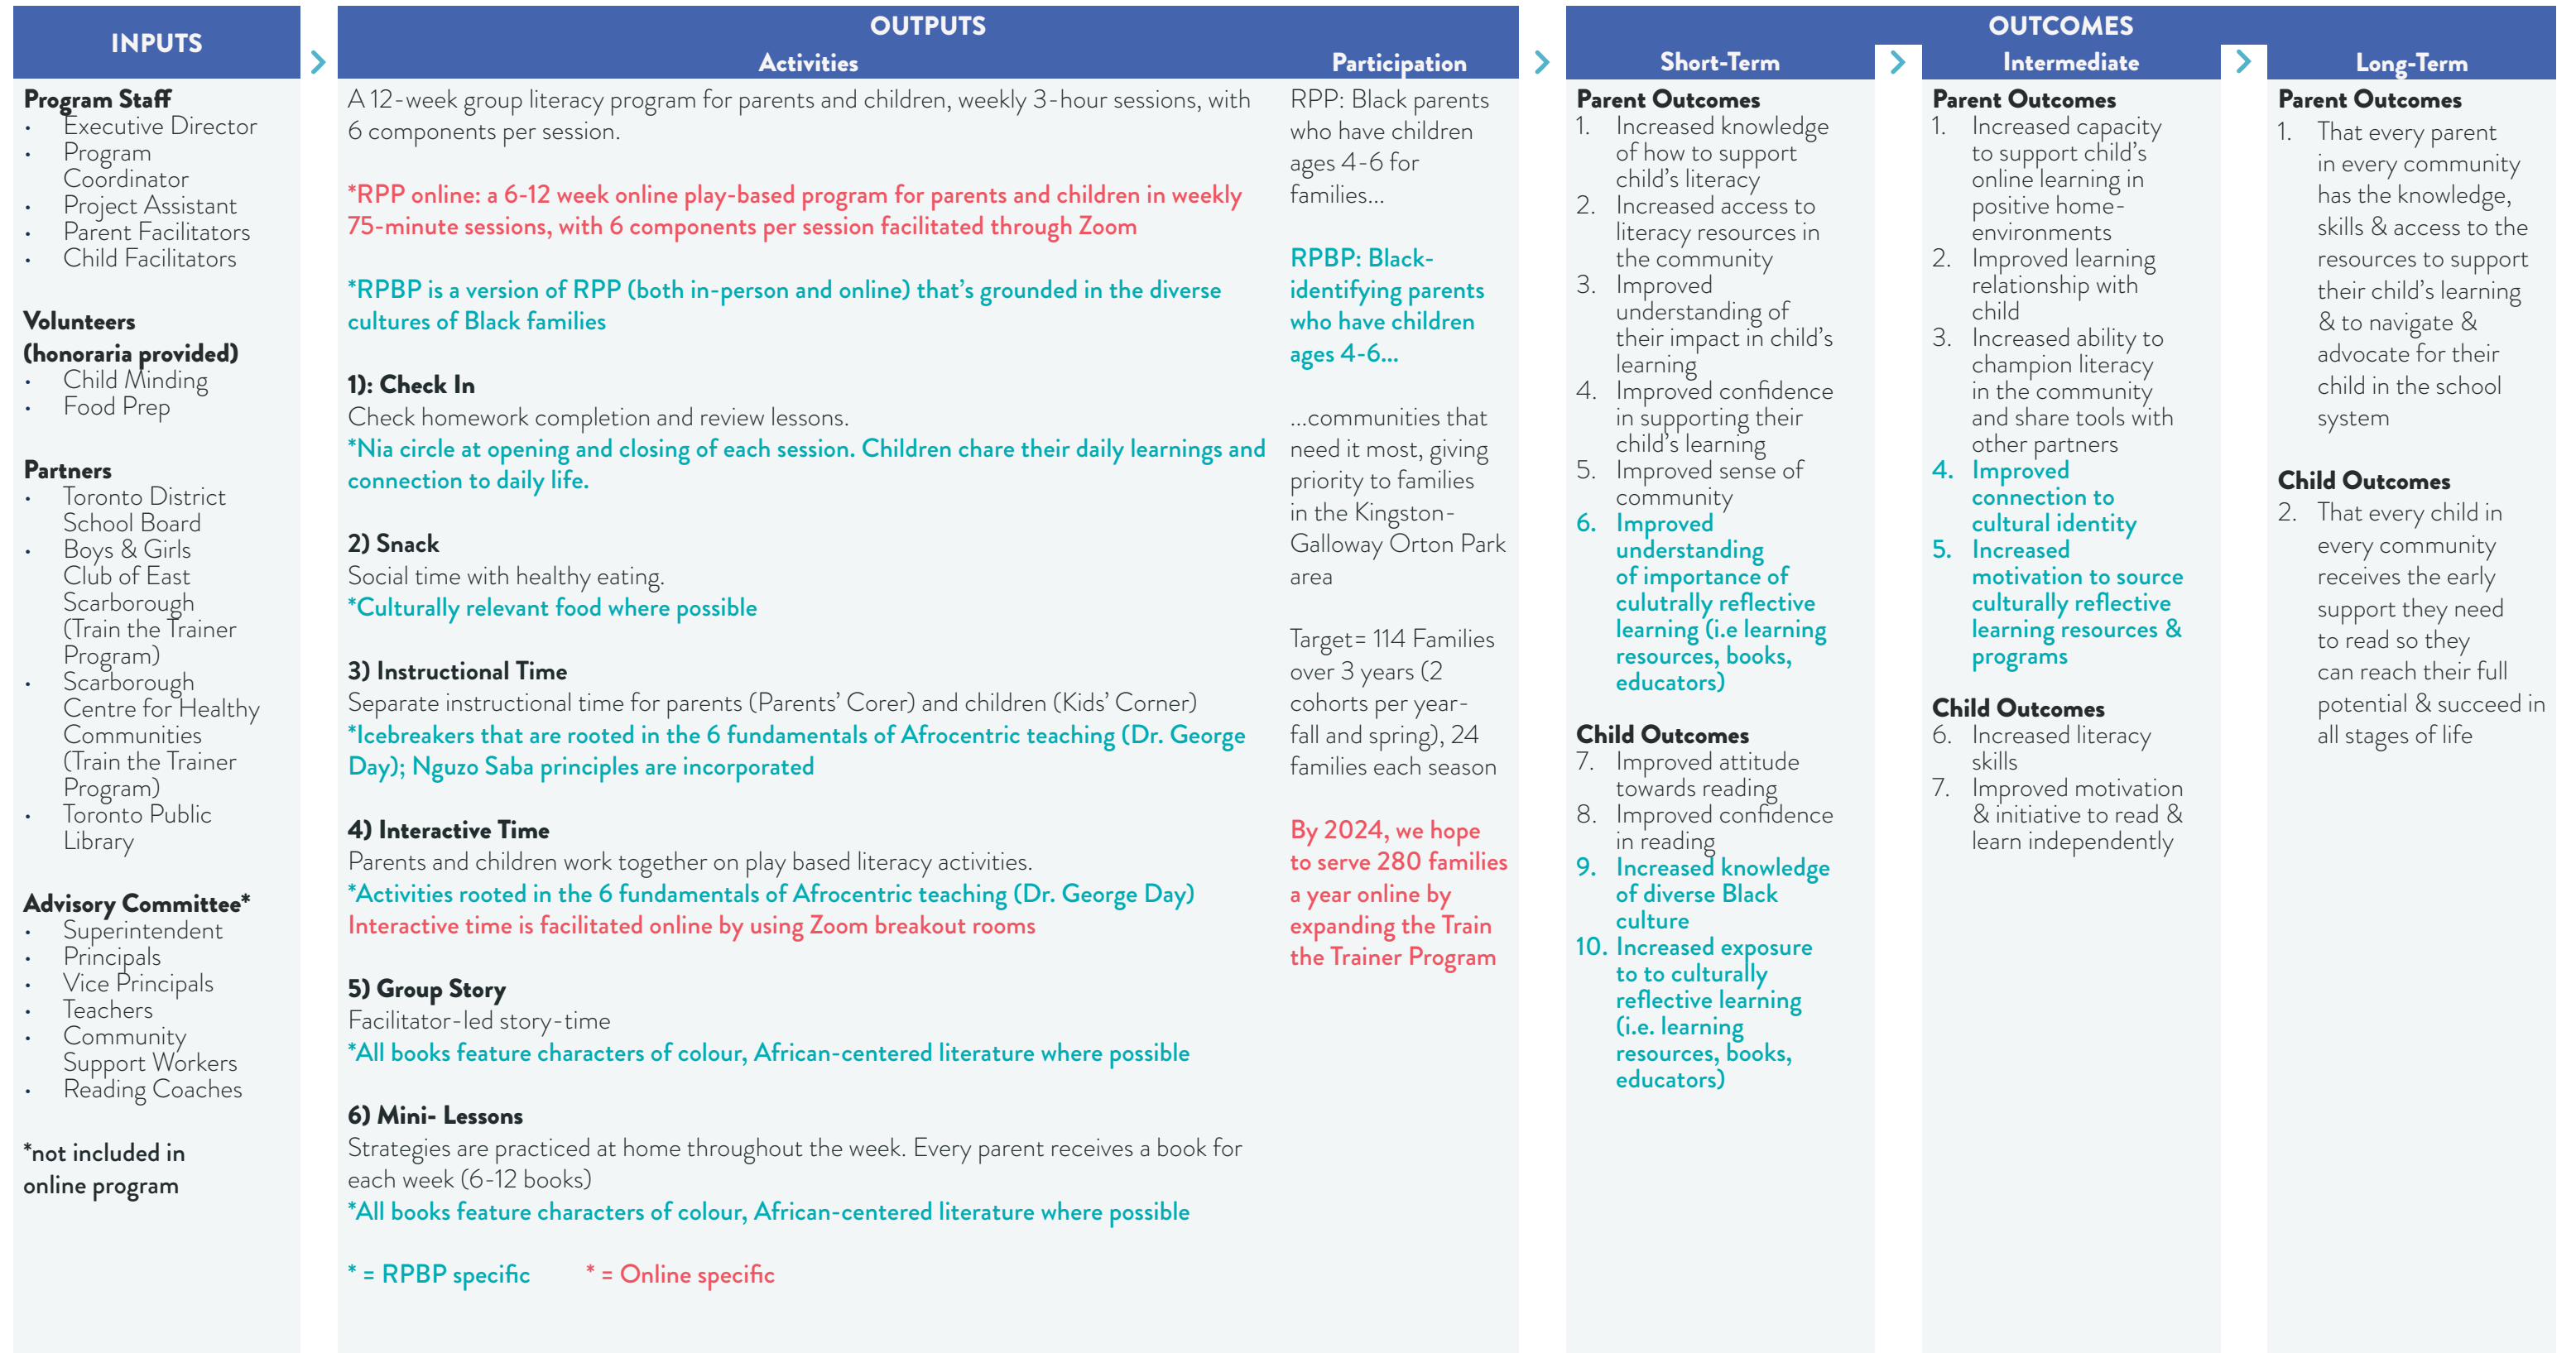 INPUTS
Program Staff
• Executive Director
• Program
Coordinator
• Project Assistant
• Parent Facilitators
• Child Facilitators
Volunteers
(honoraria provided)
• Child Minding
• Food Prep
Partners
• Toronto District
School Board
• Boys & Girls
Club of East
Scarborough
(Train the Trainer
Program)
• Scarborough
Centre for Healthy
Communities
(Train the Trainer
Program)
• Toronto Public
Library
Advisory Committee*
• Superintendent
• Principals
• Vice Principals
• Teachers
• Community
Support Workers
• Reading Coaches
*not included in
online program
OUTPUTS
Activities
A 12-week group literacy program for parents and children, weekly 3-hour sessions, with
6 components per session.
*RPP online: a 6-12 week online play-based program for parents and children in weekly
75-minute sessions, with 6 components per session facilitated through Zoom
*RPBP is a version of RPP (both in-person and online) that's grounded in the diverse
cultures of Black families
1): Check In
Check homework completion and review lessons.
*Nia circle at opening and closing of each session. Children chare their daily learnings and
connection to daily life.
2) Snack
Social time with healthy eating.
*Culturally relevant food where possible
3) Instructional Time
Separate instructional time for parents (Parents' Corer) and children (Kids' Corner)
*Icebreakers that are rooted in the 6 fundamentals of Afrocentric teaching (Dr. George
Day); Nguzo Saba principles are incorporated
4) Interactive Time
Parents and children work together on play based literacy activities.
*Activities rooted in the 6 fundamentals of Afrocentric teaching (Dr. George Day)
Interactive time is facilitated online by using Zoom breakout rooms
5) Group Story
Facilitator-led story-time
*All books feature characters of colour, African-centered literature where possible
6) Mini- Lessons
Strategies are practiced at home throughout the week. Every parent receives a book for
each week (6-12 books)
*All books feature characters of colour, African-centered literature where possible
* = RPBP specific
* = Online specific
Participation
RPP: Black parents
who have children
ages 4-6 for
families...
RPBP: Black-
identifying parents
who have children
ages 4-6...
...communities that
need it most, giving
priority to families
in the Kingston-
Galloway Orton Park
area
Target= 114 Families
over 3 years (2
cohorts per year-
fall and spring), 24
families each season
By 2024, we hope
to serve 280 families
a year online by
expanding the Train
the Trainer Program
OUTCOMES
Short-Term
Parent Outcomes
1. Increased knowledge
of how to support
child's literacy
2. Increased access to
literacy resources in
the community
3. Improved
understanding of
their impact in child's
learning
4. Improved confidence
in supporting their
child's learning
5. Improved sense of
community
6. Improved
understanding
of importance of
culutrally reflective
learning (i.e learning
resources, books,
educators)
Child Outcomes
7. Improved attitude
towards reading
8. Improved confidence
in reading
9. Increased knowledge
of diverse Black
culture
10. Increased exposure
to to culturally
reflective learning
(i.e. learning
resources, books,
educators)
Intermediate
Parent Outcomes
1. Increased capacity
to support child's
online learning in
positive home-
environments
2. Improved learning
relationship with
child
3. Increased ability to
champion literacy
in the community
and share tools with
other partners
4. Improved
connection to
cultural identity
5. Increased
motivation to source
culturally reflective
learning resources &
programs
Child Outcomes
6. Increased literacy
skills
7. Improved motivation
& initiative to read &
learn independently
Long-Term
Parent Outcomes
1. That every parent
in every community
has the knowledge,
skills & access to the
resources to support
their child's learning
& to navigate &
advocate for their
child in the school
system
Child Outcomes
2. That every child in
every community
receives the early
support they need
to read so they
can reach their full
potential & succeed in
all stages of life